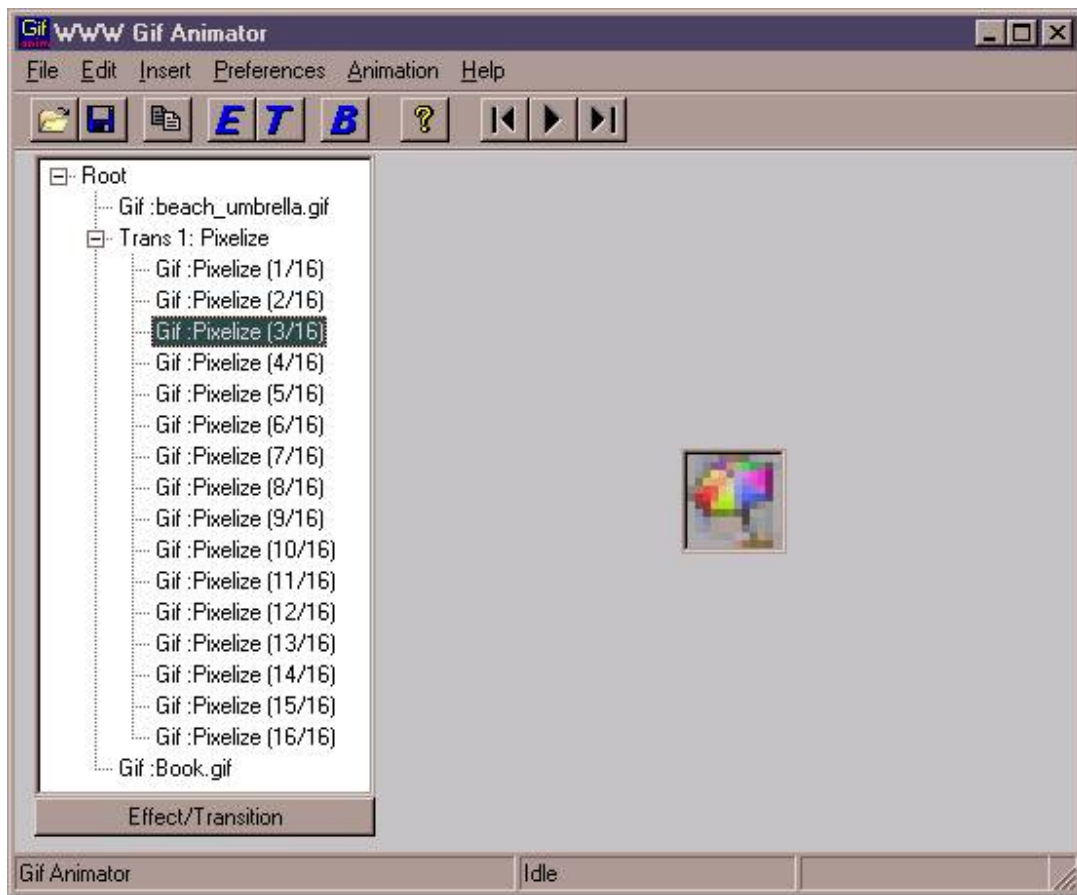 Gif anim WWW Gif Animator
File Edit Insert Preferences Animation Help
E T B ?
Root
Gif :beach_umbrella.gif
Trans 1: Pixelize
Gif :Pixelize (1/16)
Gif :Pixelize (2/16)
Gif :Pixelize (3/16)
Gif :Pixelize (4/16)
Gif :Pixelize (5/16)
Gif :Pixelize (6/16)
Gif :Pixelize (7/16)
Gif :Pixelize (8/16)
Gif :Pixelize (9/16)
Gif :Pixelize (10/16)
Gif :Pixelize (11/16)
Gif :Pixelize (12/16)
Gif :Pixelize (13/16)
Gif :Pixelize (14/16)
Gif :Pixelize (15/16)
Gif :Pixelize (16/16)
Gif :Book.gif
Effect/Transition
Gif Animator Idle